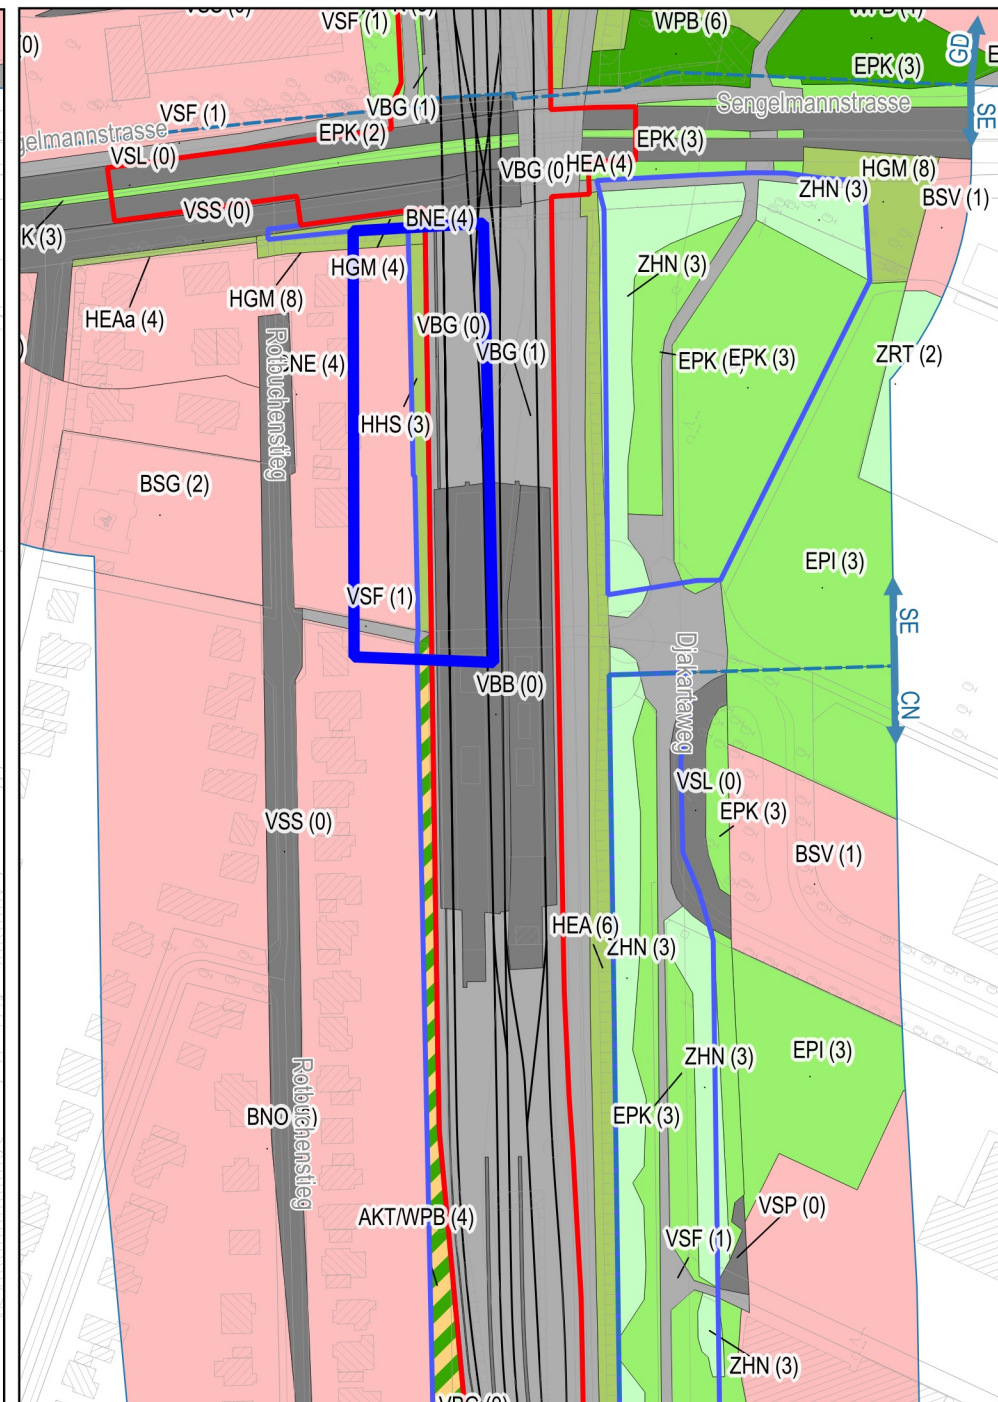 VSF (1)
WPB (6)
GD
EPK (3)
VBG (1)
VSF (1)
Sengelmannstrasse
gelmannstrasse
EPK (2)
SE
EPK (3)
VSL (0)
VBG (0)
HEA (4)
HGM (8)
ZHN (3)
BSV (1)
VSS (0)
BNE (4)
K (3)
HGM (4)
ZHN (3)
HGM (8)
HEAa (4)
VBG (0)
VBG (1)
ZRT (2)
EPK (
EPK (3)
NE (4)
Rotbuchenstieg
HHS (3)
BSG (2)
EPI (3)
VSF (1)
SE
Djakartaweg
VBB (0)
CN
VSL (0)
EPK (3)
VSS (0)
BSV (1)
HEA (6)
ZHN (3)
EPI (3)
ZHN (3)
EPK (3)
BNO
Rotbuchenstieg
AKT/WPB (4)
VSP (0)
VSF (1)
ZHN (3)